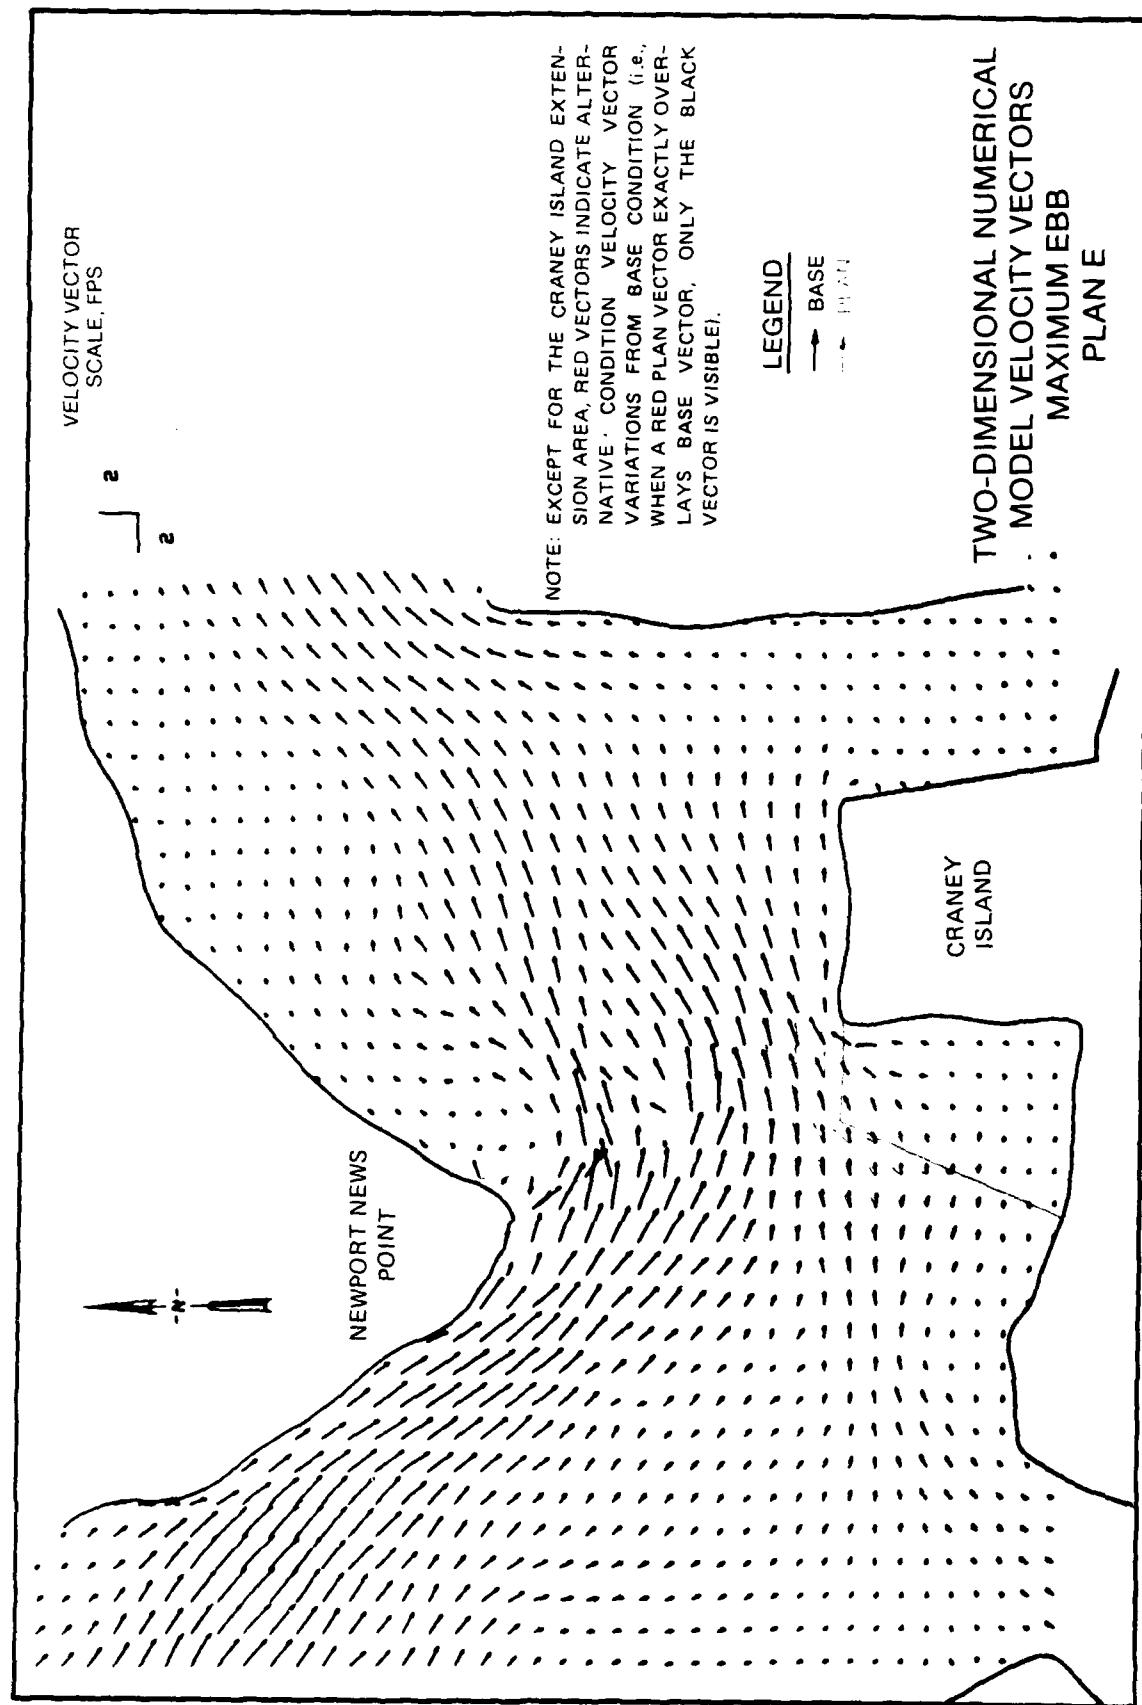 VELOCITY VECTOR
SCALE, FPS
2
2
NOTE: EXCEPT FOR THE CRANEY ISLAND EXTEN-
SION AREA, RED VECTORS INDICATE ALTER-
NATIVE CONDITION VELOCITY VECTOR
VARIATIONS FROM BASE CONDITION (i.e.,
WHEN A RED PLAN VECTOR EXACTLY OVER-
LAYS BASE VECTOR, ONLY THE BLACK
VECTOR IS VISIBLE).
LEGEND
BASE
PLAN
NEWPORT NEWS
POINT
N
CRANEY
ISLAND
TWO-DIMENSIONAL NUMERICAL
MODEL VELOCITY VECTORS
MAXIMUM EBB
PLAN E